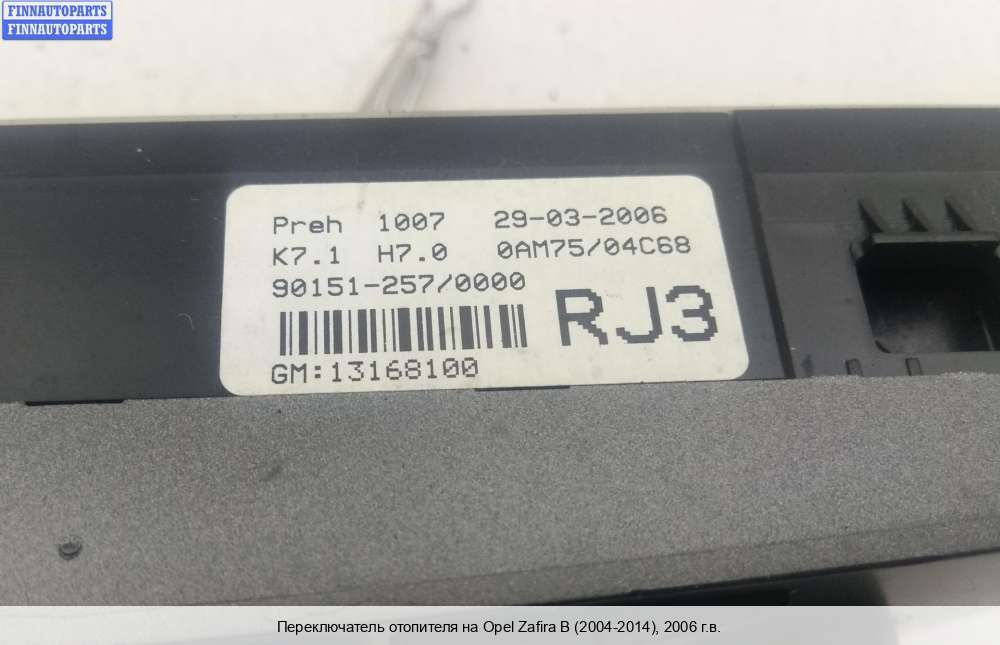 FINNAUTOPARTS
FINNAUTOPARTS
Preh 1007 29-03-2006
K7.1 H7.0 0AM75/04C68
90151-257/0000
RJ3
GM:13168100
Переключатель отопителя на Opel Zafira B (2004-2014), 2006 г.в.